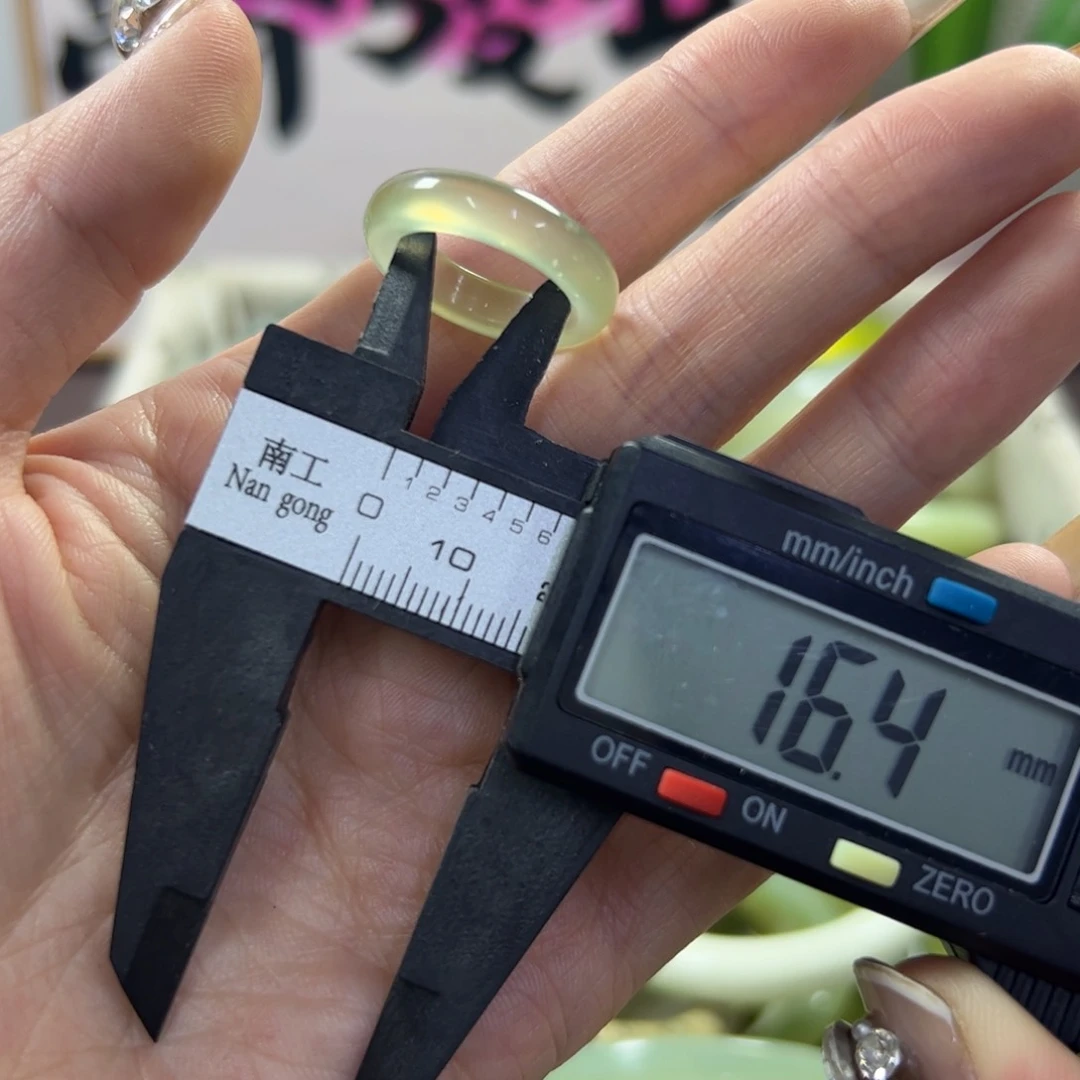 南工
Nan gong
1 2 3 4 5 6
0 10 2
mm/inch
16.4 mm
OFF ON ZERO